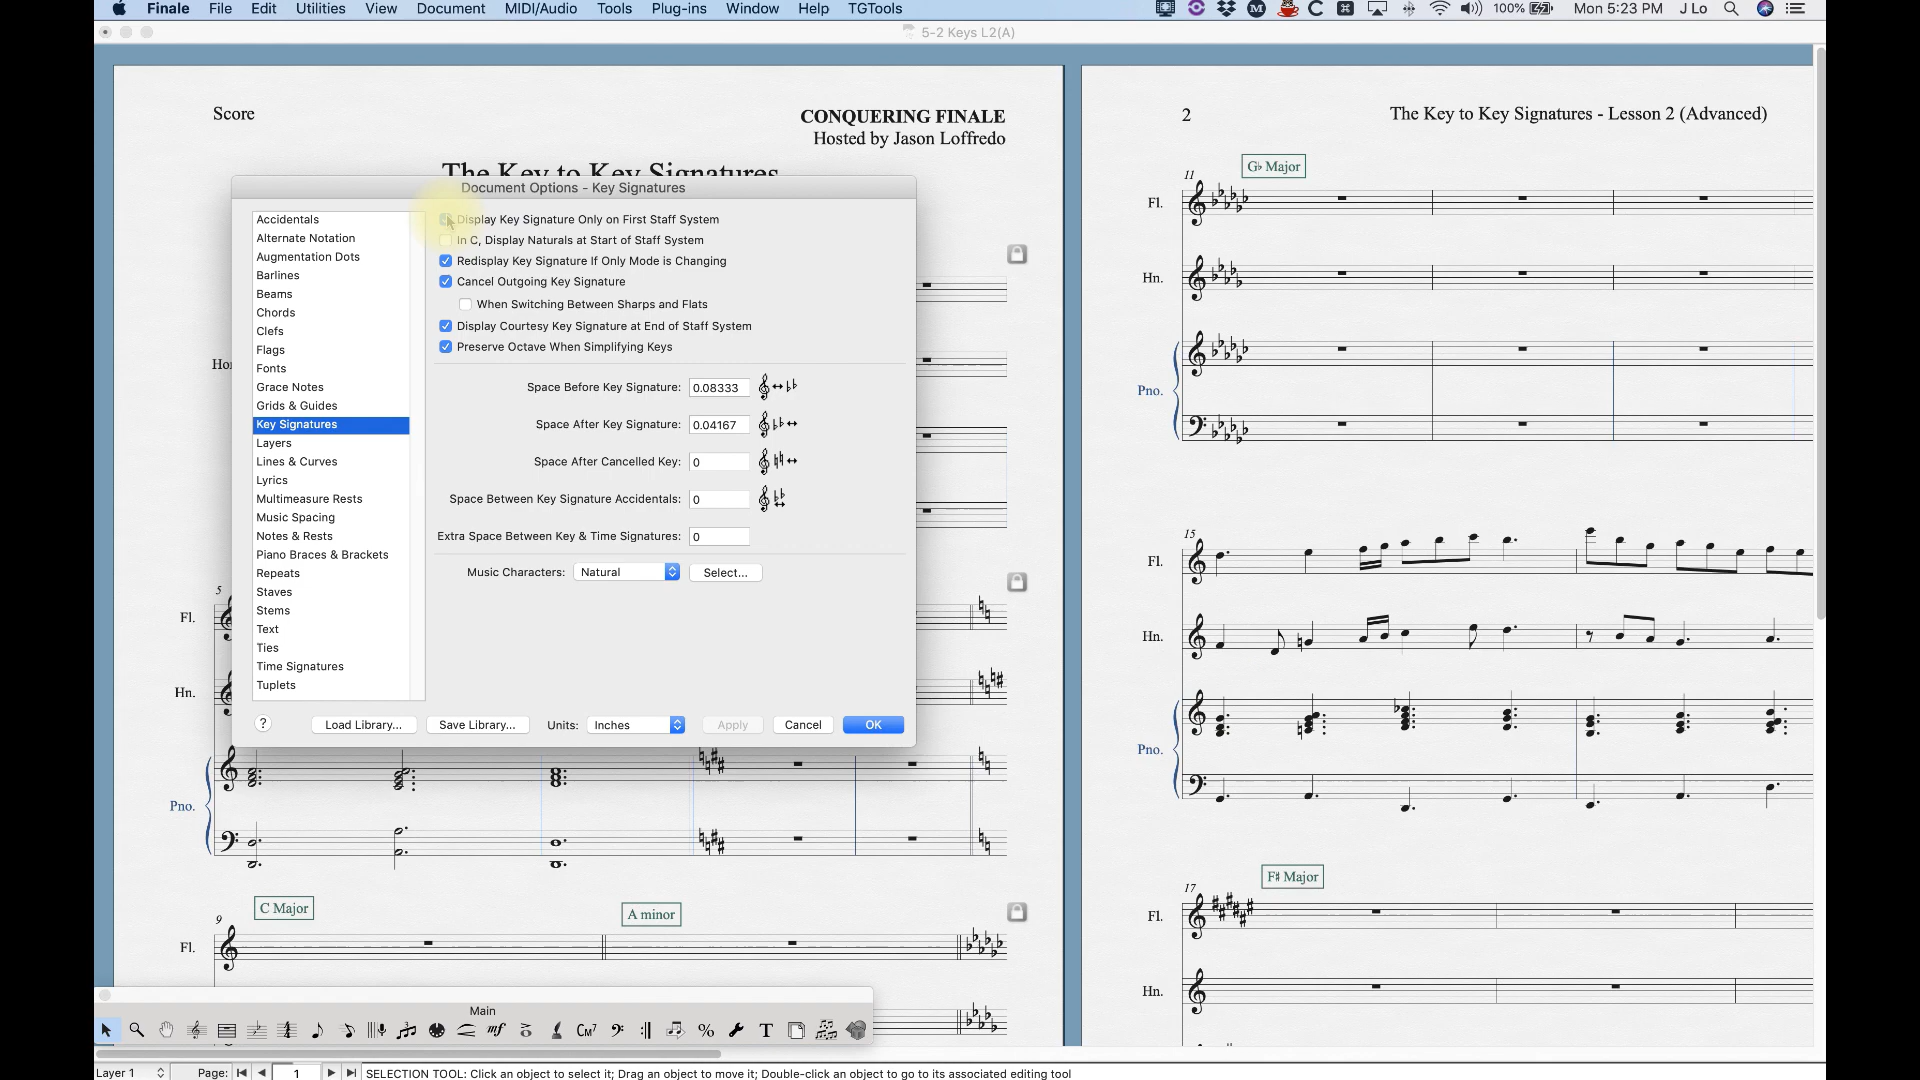 Finale File Edit Utilities View Document MIDI/Audio Tools Plug-ins Window Help TGTools
100% Mon 5:23 PM J Lo
5-2 Keys L2(A)
Score
CONQUERING FINALE
Hosted by Jason Loffredo
The Key to Key Signatures
Document Options - Key Signatures
Accidentals
Alternate Notation
Augmentation Dots
Barlines
Beams
Chords
Clefs
Flags
Fonts
Grace Notes
Grids & Guides
Key Signatures
Layers
Lines & Curves
Lyrics
Multimeasure Rests
Music Spacing
Notes & Rests
Piano Braces & Brackets
Repeats
Staves
Stems
Text
Ties
Time Signatures
Tuplets
Display Key Signature Only on First Staff System
In C, Display Naturals at Start of Staff System
Redisplay Key Signature If Only Mode is Changing
Cancel Outgoing Key Signature
When Switching Between Sharps and Flats
Display Courtesy Key Signature at End of Staff System
Preserve Octave When Simplifying Keys
Space Before Key Signature: 0.08333
Space After Key Signature: 0.04167
Space After Cancelled Key: 0
Space Between Key Signature Accidentals: 0
Extra Space Between Key & Time Signatures: 0
Music Characters: Natural Select...
? Load Library... Save Library... Units: Inches Apply Cancel OK
5
Fl.
Hn.
Pno.
C Major
A minor
9
Fl.
2
The Key to Key Signatures - Lesson 2 (Advanced)
G♭ Major
11
Fl.
Hn.
Pno.
15
Fl.
Hn.
Pno.
F♯ Major
17
Fl.
Hn.
Main
mf CM7 % T
Layer 1 Page: 1 SELECTION TOOL: Click an object to select it; Drag an object to move it; Double-click an object to go to its associated editing tool